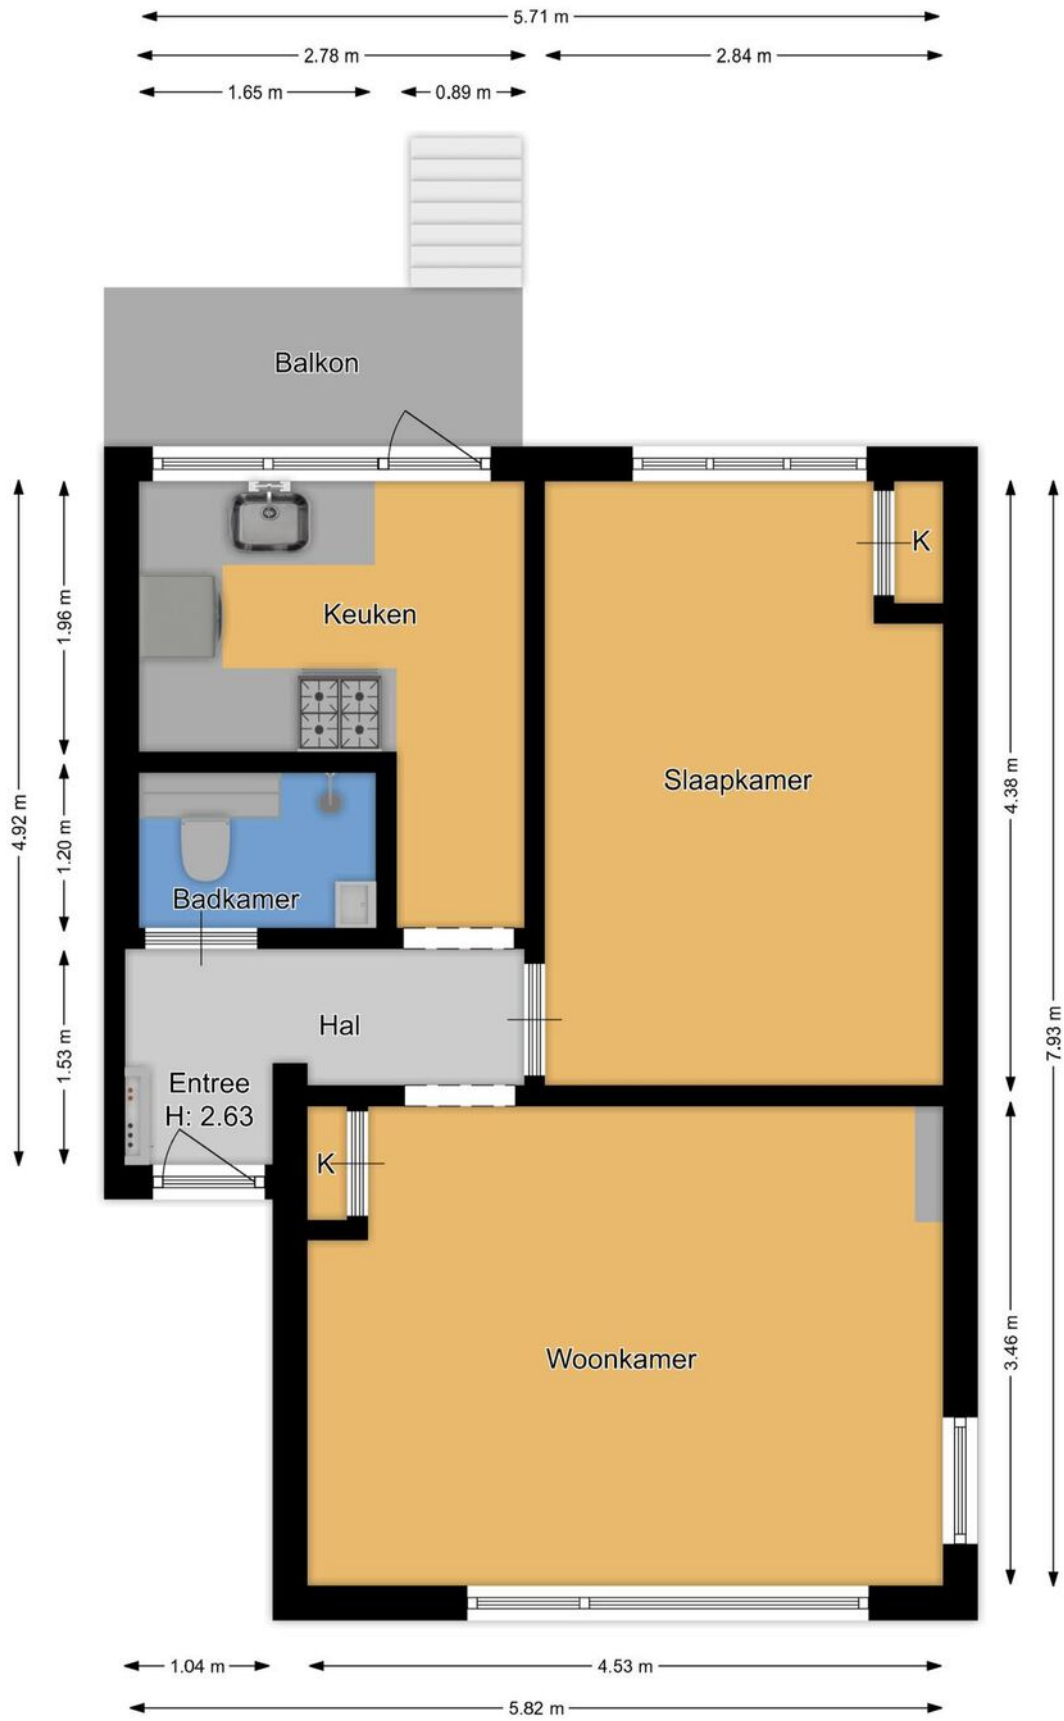 5.71 m
2.78 m
2.84 m
1.65 m
0.89 m
Balkon
K
1.96 m
Keuken
4.92 m
1.20 m
Slaapkamer
4.38 m
Badkamer
7.93 m
1.53 m
Hal
Entree
H: 2.63
K
3.46 m
Woonkamer
1.04 m
4.53 m
5.82 m